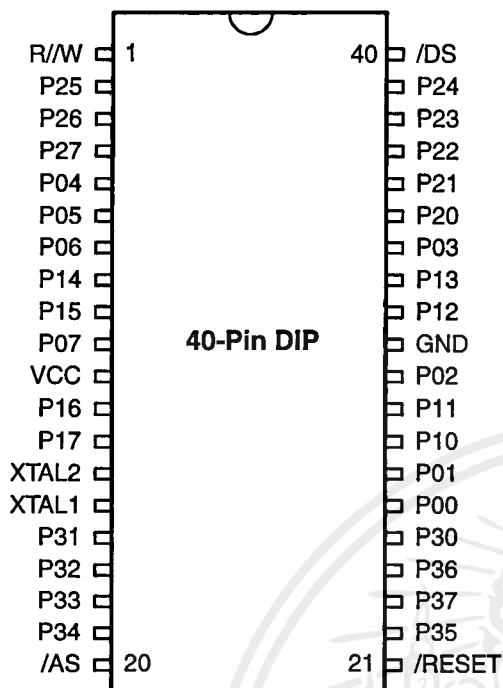 R//W 1 40 /DS
P25 P24
P26 P23
P27 P22
P04 P21
P05 P20
P06 P03
P14 P13
P15 P12
P07 40-Pin DIP GND
VCC P02
P16 P11
P17 P10
XTAL2 P01
XTAL1 P00
P31 P30
P32 P36
P33 P37
P34 P35
/AS 20 21 /RESET